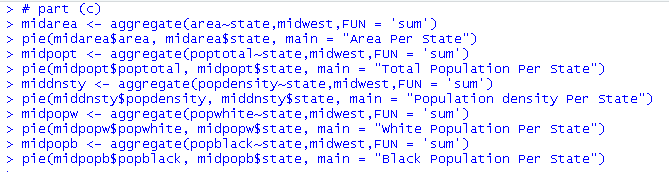 > # part (c)
> midarea <- aggregate(area~state,midwest,FUN = 'sum')
> pie(midarea$area, midarea$state, main = "Area Per State")
> midpopt <- aggregate(poptotal~state,midwest,FUN = 'sum')
> pie(midpopt$poptotal, midpopt$state, main = "Total Population Per State")
> middnsty <- aggregate(popdensity~state,midwest,FUN = 'sum')
> pie(middnsty$popdensity, middnsty$state, main = "Population density Per State")
> midpopw <- aggregate(popwhite~state,midwest,FUN = 'sum')
> pie(midpopw$popwhite, midpopw$state, main = "White Population Per State")
> midpopb <- aggregate(popblack~state,midwest,FUN = 'sum')
> pie(midpopb$popblack, midpopb$state, main = "Black Population Per State")